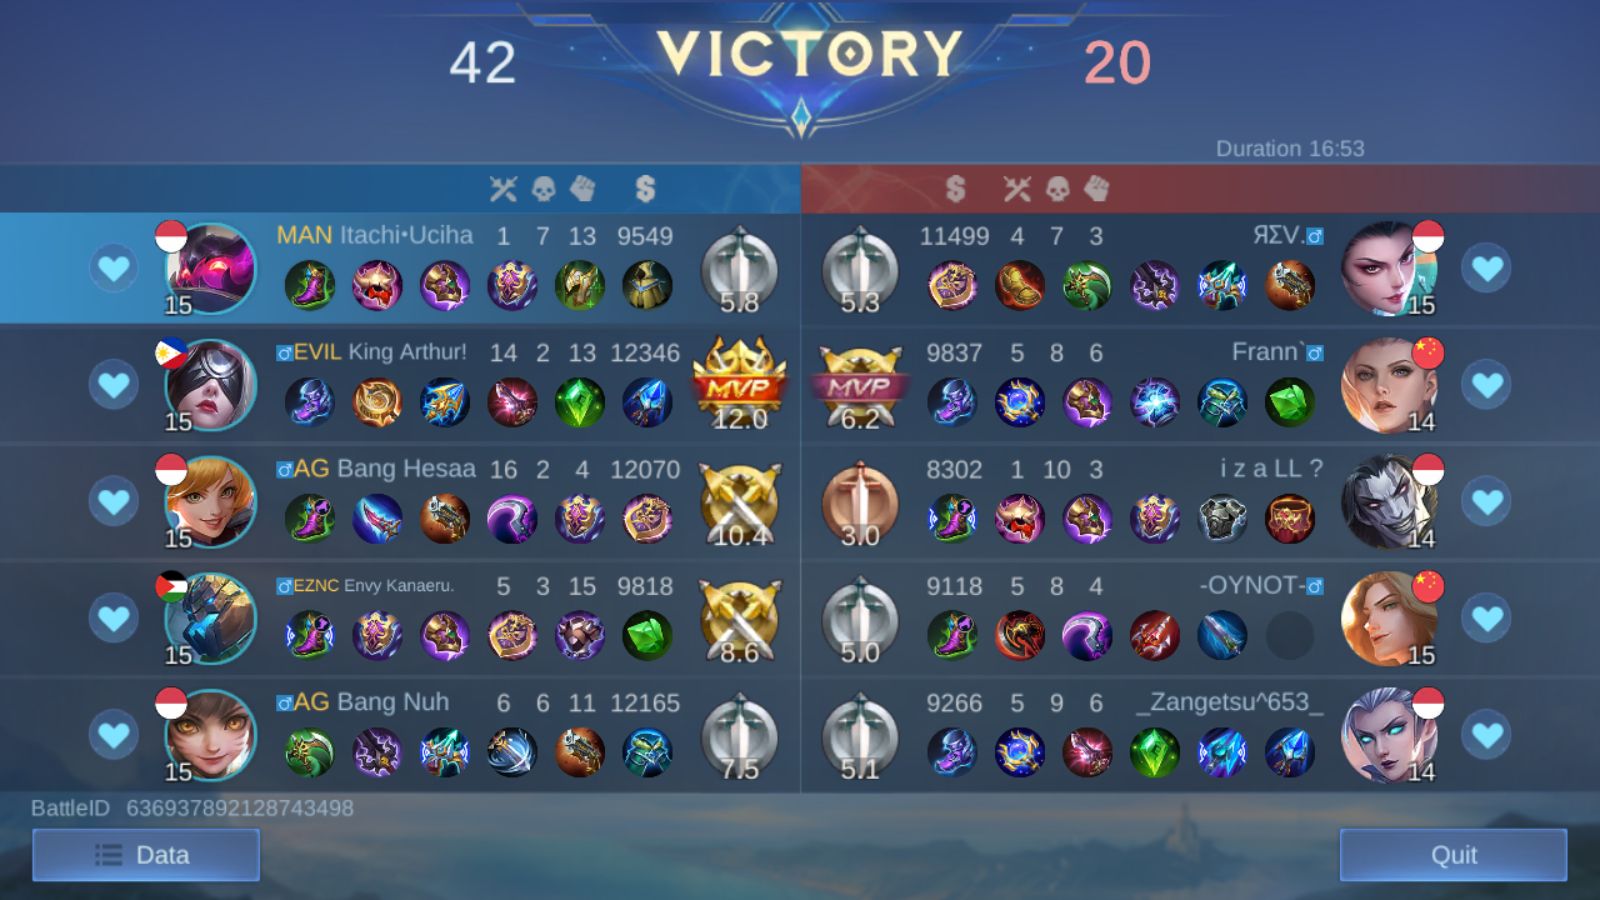 42 VICTORY 20
Duration 16:53
MAN Itachi•Uciha 1 7 13 9549 5.8
15
5.3 11499 4 7 3 ЯΣV.♂
15
♂EVIL King Arthur! 14 2 13 12346 MVP 12.0
15
MVP 6.2 9837 5 8 6 Frann`♂
14
♂AG Bang Hesaa 16 2 4 12070 10.4
15
3.0 8302 1 10 3 i z a LL ?
14
♂EZNC Envy Kanaeru. 5 3 15 9818 8.6
15
5.0 9118 5 8 4 -OYNOT-♂
15
♂AG Bang Nuh 6 6 11 12165 7.5
15
5.1 9266 5 9 6 _Zangetsu^653_
14
BattleID 636937892128743498
Data
Quit